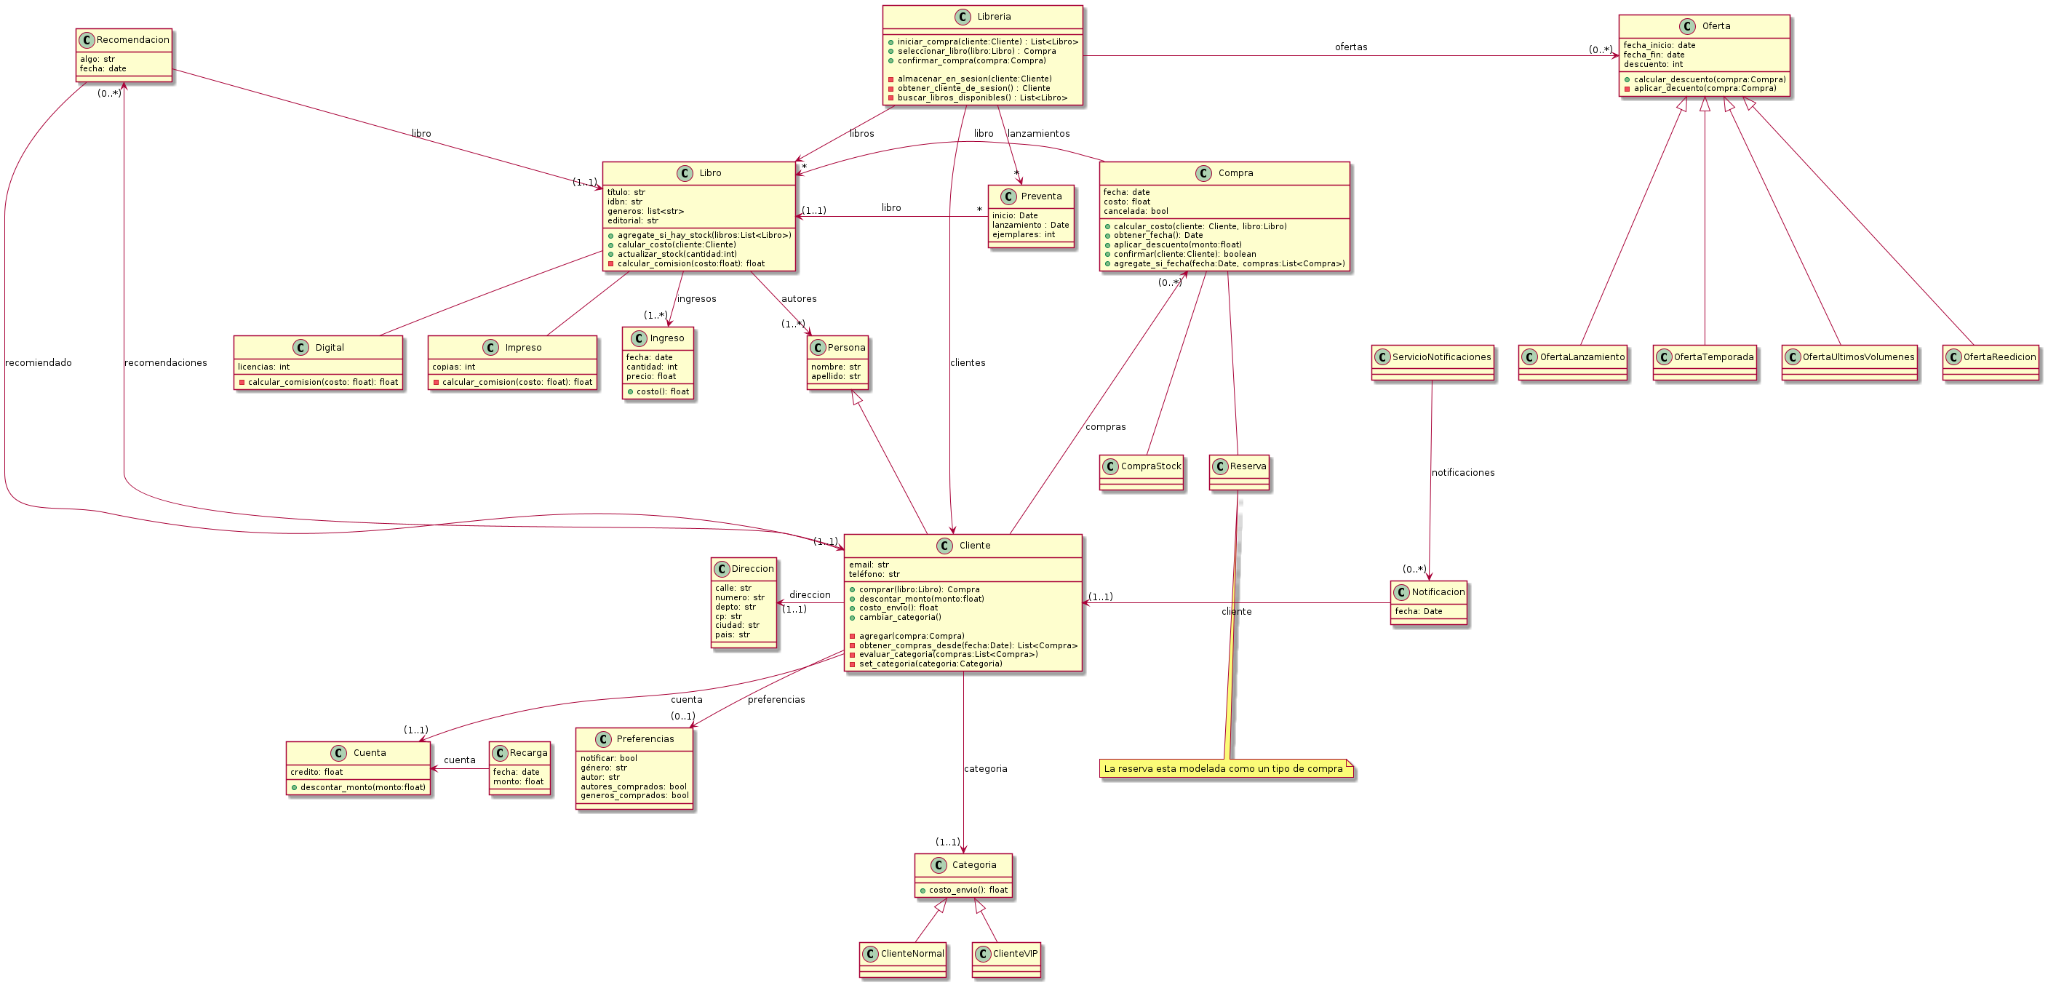 C Libreria
iniciar_compra(cliente:Cliente) : List<Libro>
seleccionar_libro(libro:Libro) : Compra
confirmar_compra(compra:Compra)
almacenar_en_sesion(cliente:Cliente)
obtener_cliente_de_sesion() : Cliente
buscar_libros_disponibles() : List<Libro>
ofertas
(0..*)
C Oferta
fecha_inicio: date
fecha_fin: date
descuento: int
calcular_descuento(compra:Compra)
aplicar_decuento(compra:Compra)
C Recomendacion
algo: str
fecha: date
(0..*)
libro
(1..1)
libros
libro
*
lanzamientos
*
C Libro
título: str
idbn: str
generos: list<str>
editorial: str
agregate_si_hay_stock(libros:List<Libro>)
calular_costo(cliente:Cliente)
actualizar_stock(cantidad:int)
calcular_comision(costo:float): float
(1..1)
libro
*
C Preventa
inicio: Date
lanzamiento : Date
ejemplares: int
C Compra
fecha: date
costo: float
cancelada: bool
calcular_costo(cliente: Cliente, libro:Libro)
obtener_fecha(): Date
aplicar_descuento(monto:float)
confirmar(cliente:Cliente): boolean
agregate_si_fecha(fecha:Date, compras:List<Compra>)
(0..*)
ingresos
(1..*)
autores
(1..*)
recomendado
recomendaciones
C Digital
licencias: int
calcular_comision(costo: float): float
C Impreso
copias: int
calcular_comision(costo: float): float
C Ingreso
fecha: date
cantidad: int
precio: float
costo(): float
C Persona
nombre: str
apellido: str
clientes
C ServicioNotificaciones
C OfertaLanzamiento
C OfertaTemporada
C OfertaUltimosVolumenes
C OfertaReedicion
compras
C CompraStock
C Reserva
notificaciones
(0..*)
(1..1)
C Cliente
email: str
teléfono: str
comprar(libro:Libro): Compra
descontar_monto(monto:float)
costo_envio(): float
cambiar_categoria()
agregar(compra:Compra)
obtener_compras_desde(fecha:Date): List<Compra>
evaluar_categoria(compras:List<Compra>)
set_categoria(categoria:Categoria)
C Direccion
calle: str
numero: str
depto: str
cp: str
ciudad: str
pais: str
direccion
(1..1)
(1..1)
cliente
C Notificacion
fecha: Date
cuenta
(1..1)
preferencias
(0..1)
C Cuenta
credito: float
descontar_monto(monto:float)
cuenta
C Recarga
fecha: date
monto: float
C Preferencias
notificar: bool
género: str
autor: str
autores_comprados: bool
generos_comprados: bool
categoria
(1..1)
La reserva esta modelada como un tipo de compra
C Categoria
costo_envio(): float
C ClienteNormal
C ClienteVIP